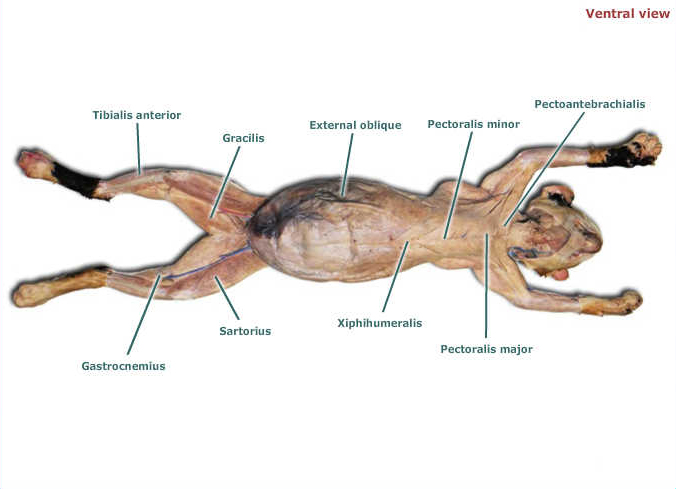 Ventral view
Pectoantebrachialis
Tibialis anterior
External oblique
Pectoralis minor
Gracilis
Xiphihumeralis
Sartorius
Pectoralis major
Gastrocnemius